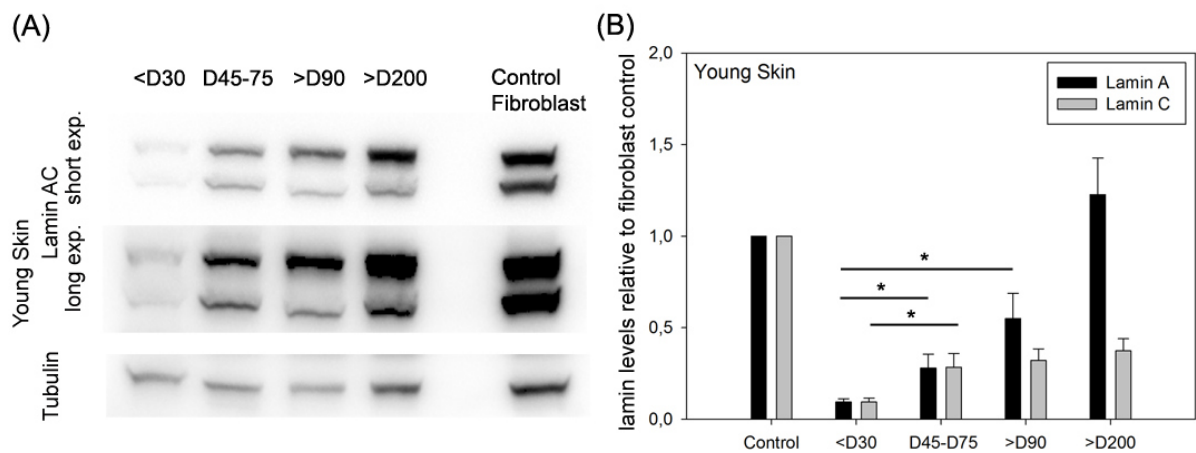 (A)
<D30 D45-75 >D90 >D200 Control
Fibroblast
Young Skin
Lamin AC
short exp.
long exp.
Tubulin
(B)
lamin levels relative to fibroblast control
2,0
1,5
1,0
0,5
0,0
Young Skin
Lamin A
Lamin C
*
*
*
Control <D30 D45-D75 >D90 >D200